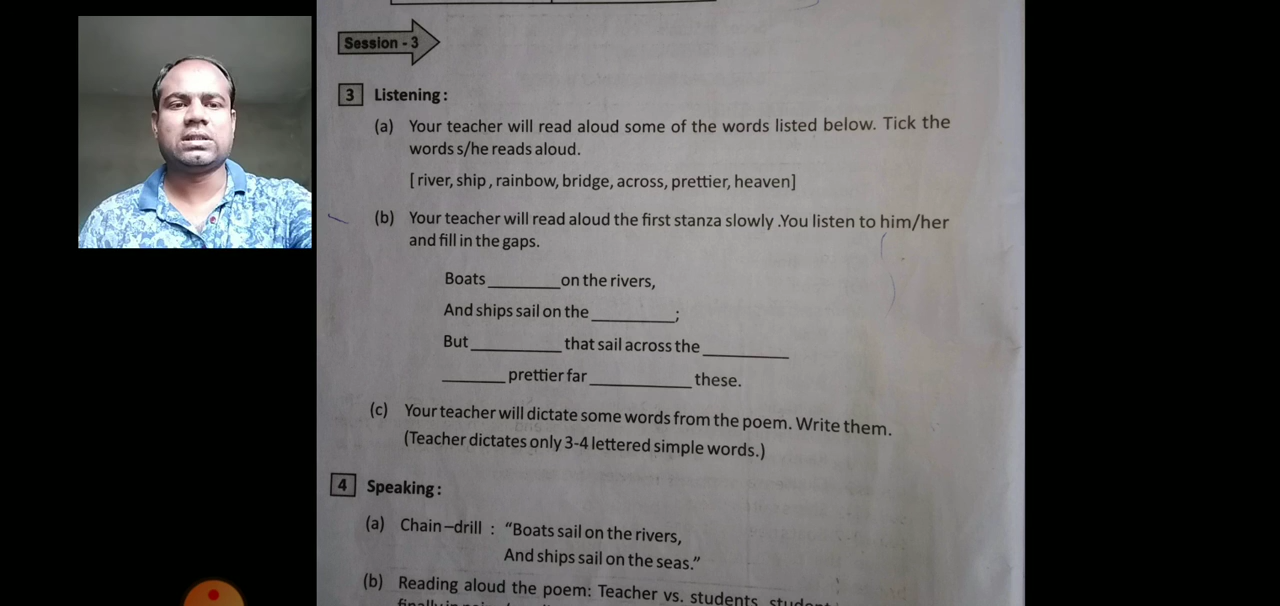 Session - 3
3 Listening :
(a) Your teacher will read aloud some of the words listed below. Tick the
words s/he reads aloud.
[ river, ship , rainbow, bridge, across, prettier, heaven]
(b) Your teacher will read aloud the first stanza slowly .You listen to him/her
and fill in the gaps.
Boats ________ on the rivers,
And ships sail on the _________;
But __________ that sail across the _________
_______ prettier far ___________ these.
(c) Your teacher will dictate some words from the poem. Write them.
(Teacher dictates only 3-4 lettered simple words.)
4 Speaking :
(a) Chain–drill : “Boats sail on the rivers,
And ships sail on the seas.”
(b) Reading aloud the poem: Teacher vs. students,